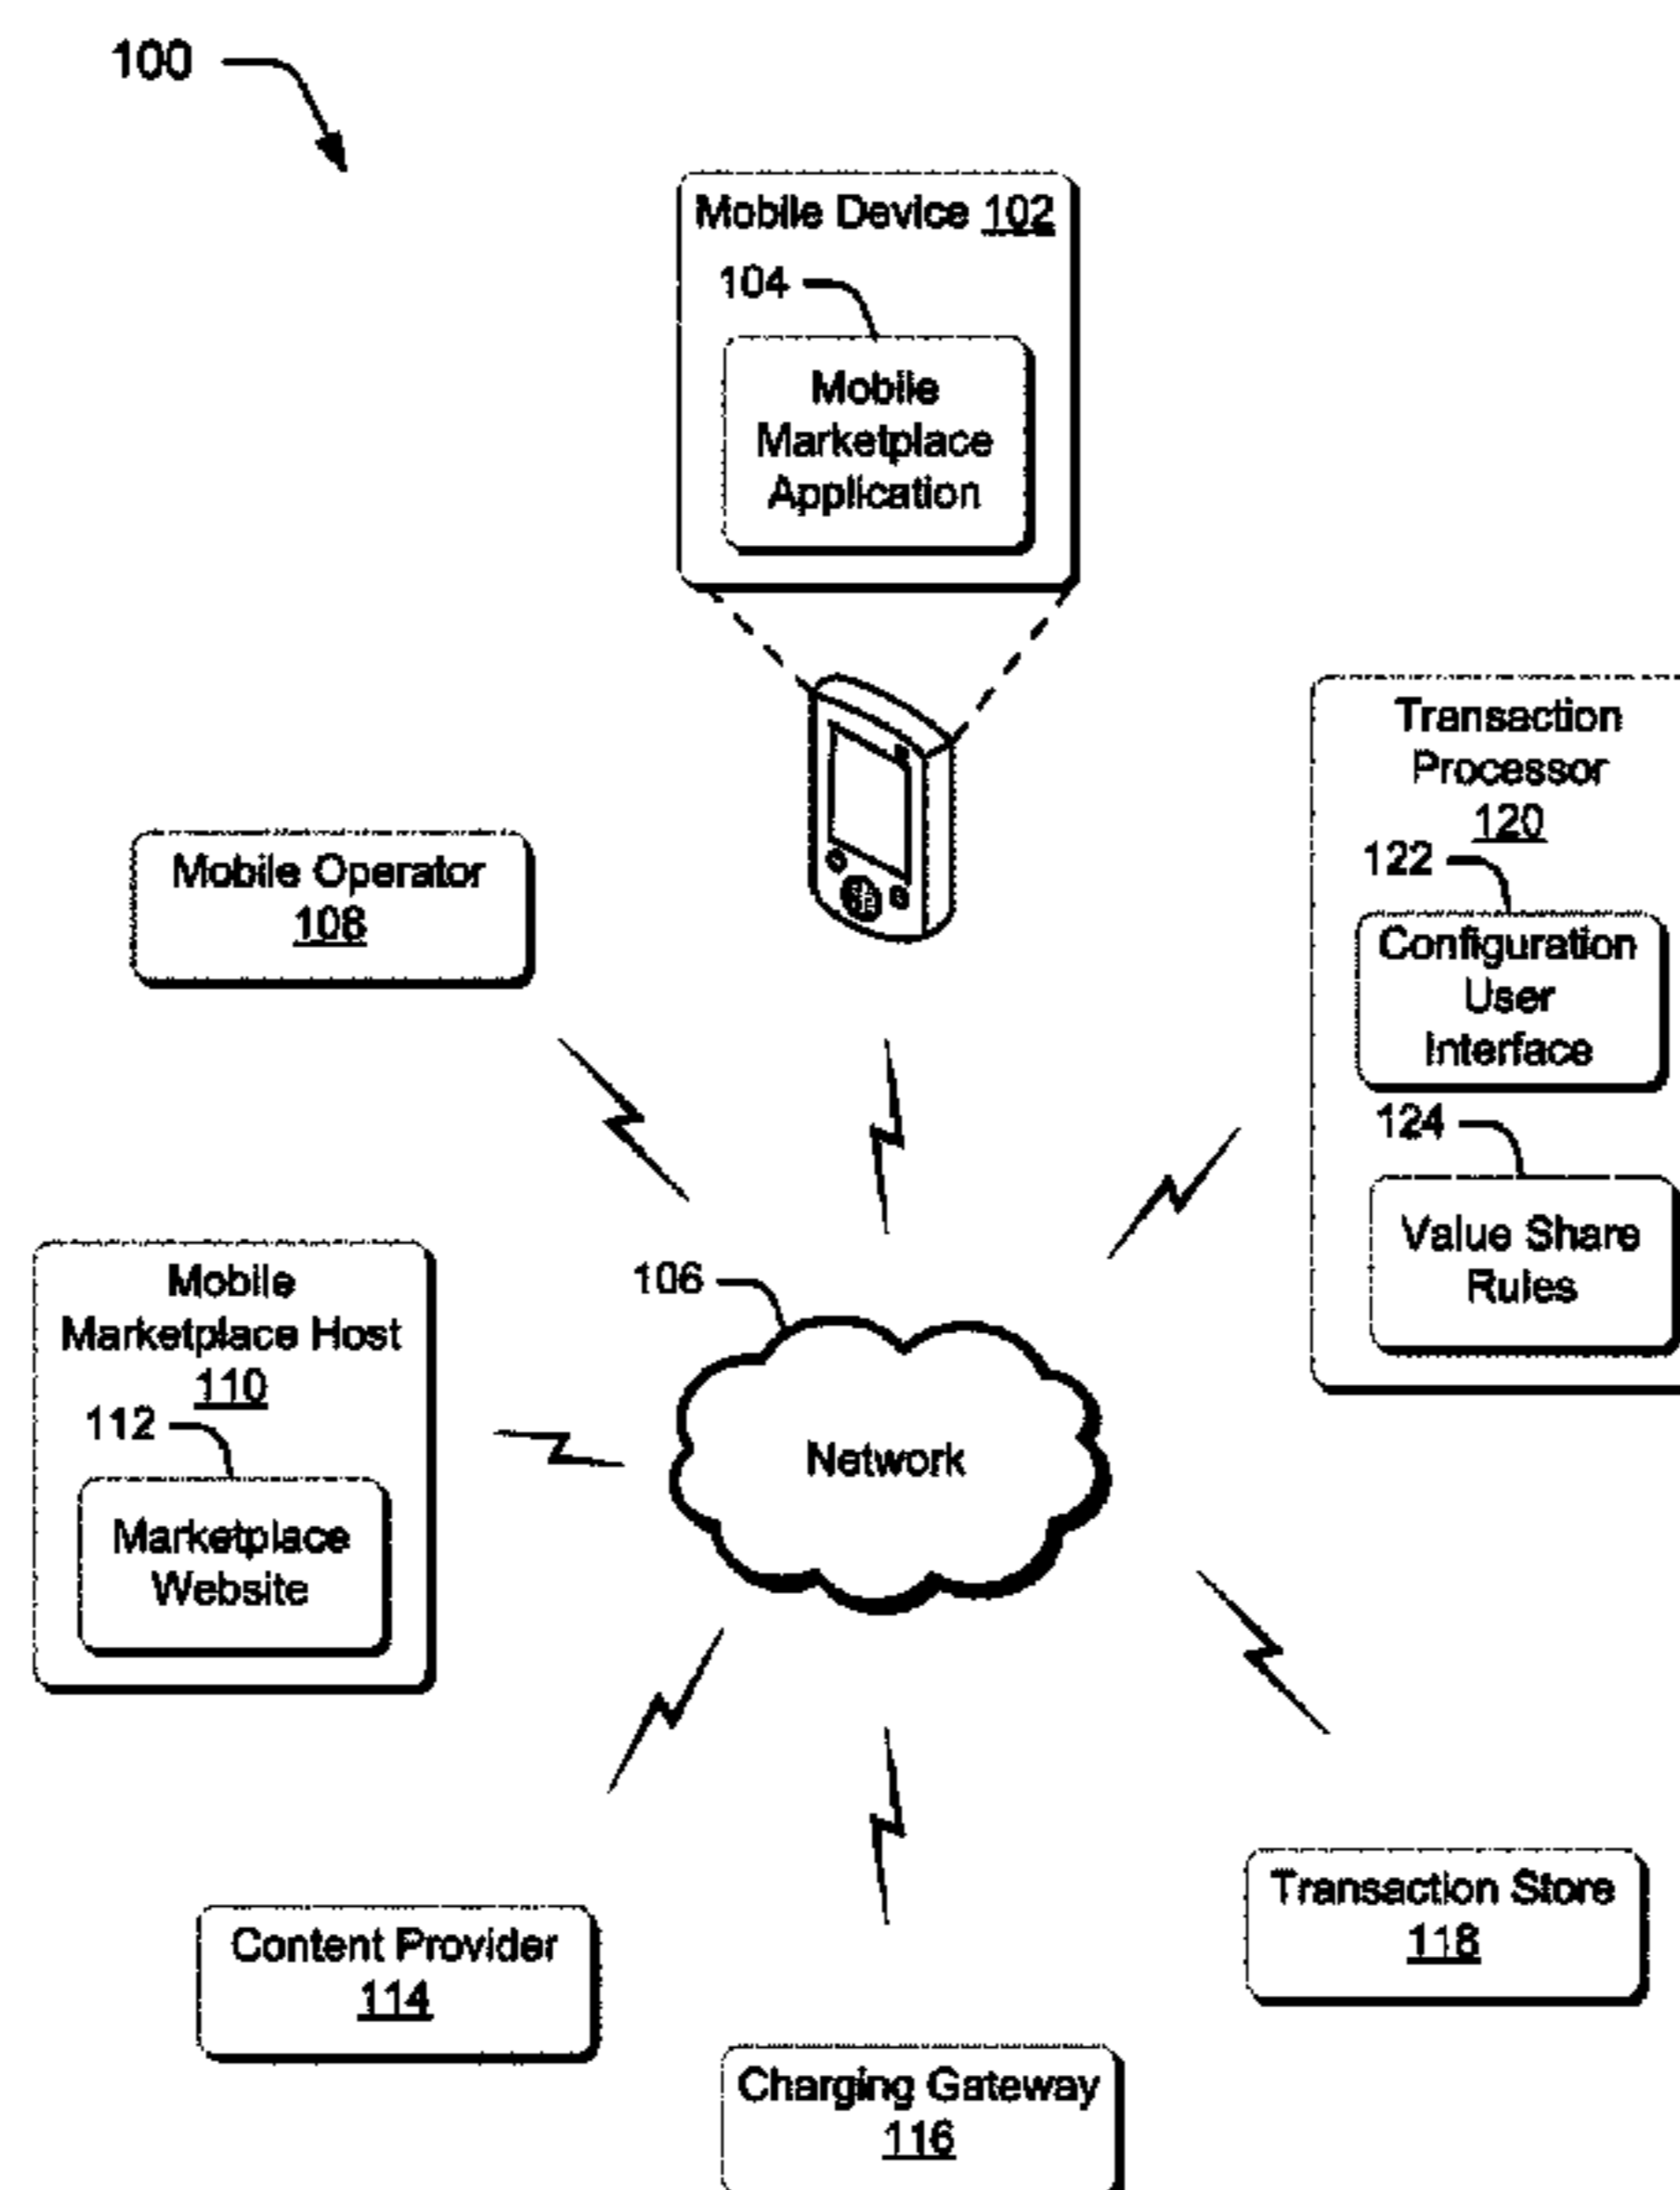 100
Mobile Device 102
104
Mobile
Marketplace
Application
Transaction
Processor
120
122
Configuration
User
Interface
124
Value Share
Rules
Mobile Operator
108
Mobile
Marketplace Host
110
112
Marketplace
Website
106
Network
Content Provider
114
Charging Gateway
116
Transaction Store
118